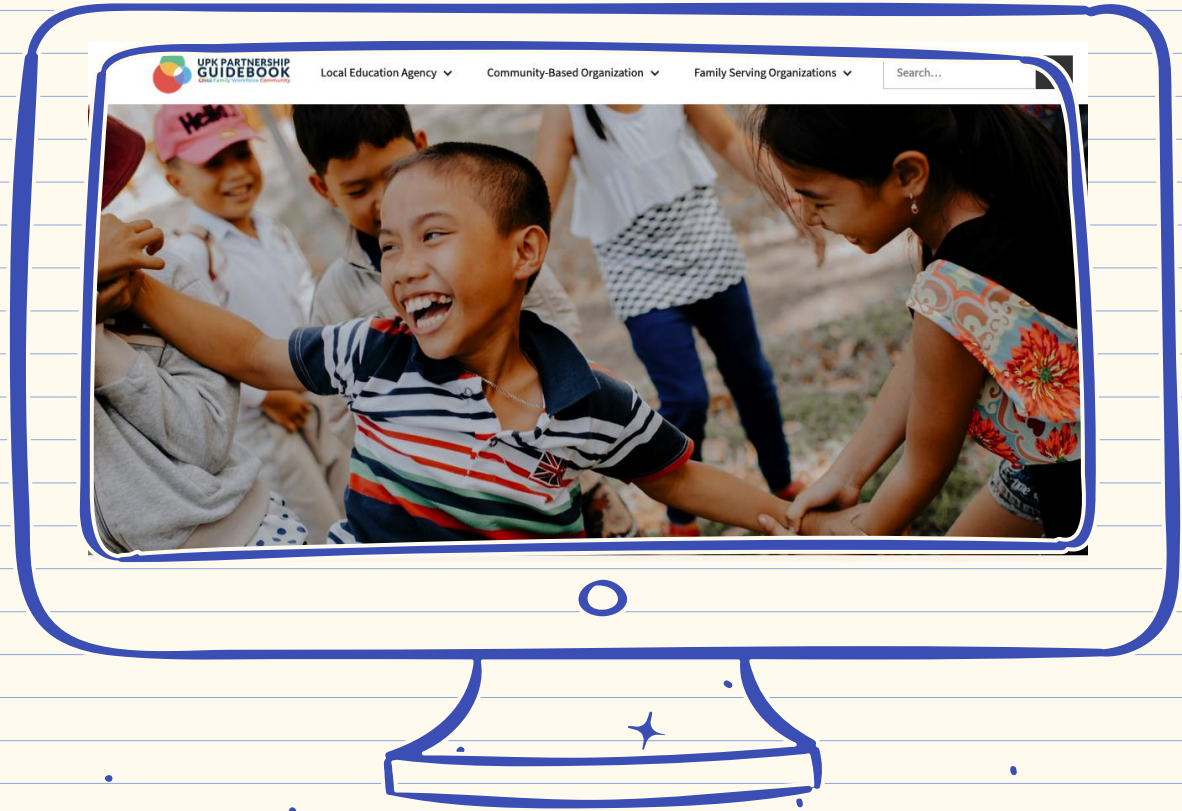 UPK PARTNERSHIP
GUIDEBOOK
Child Family Workforce Community
Local Education Agency
Community-Based Organization
Family Serving Organizations
Search...
Hello!